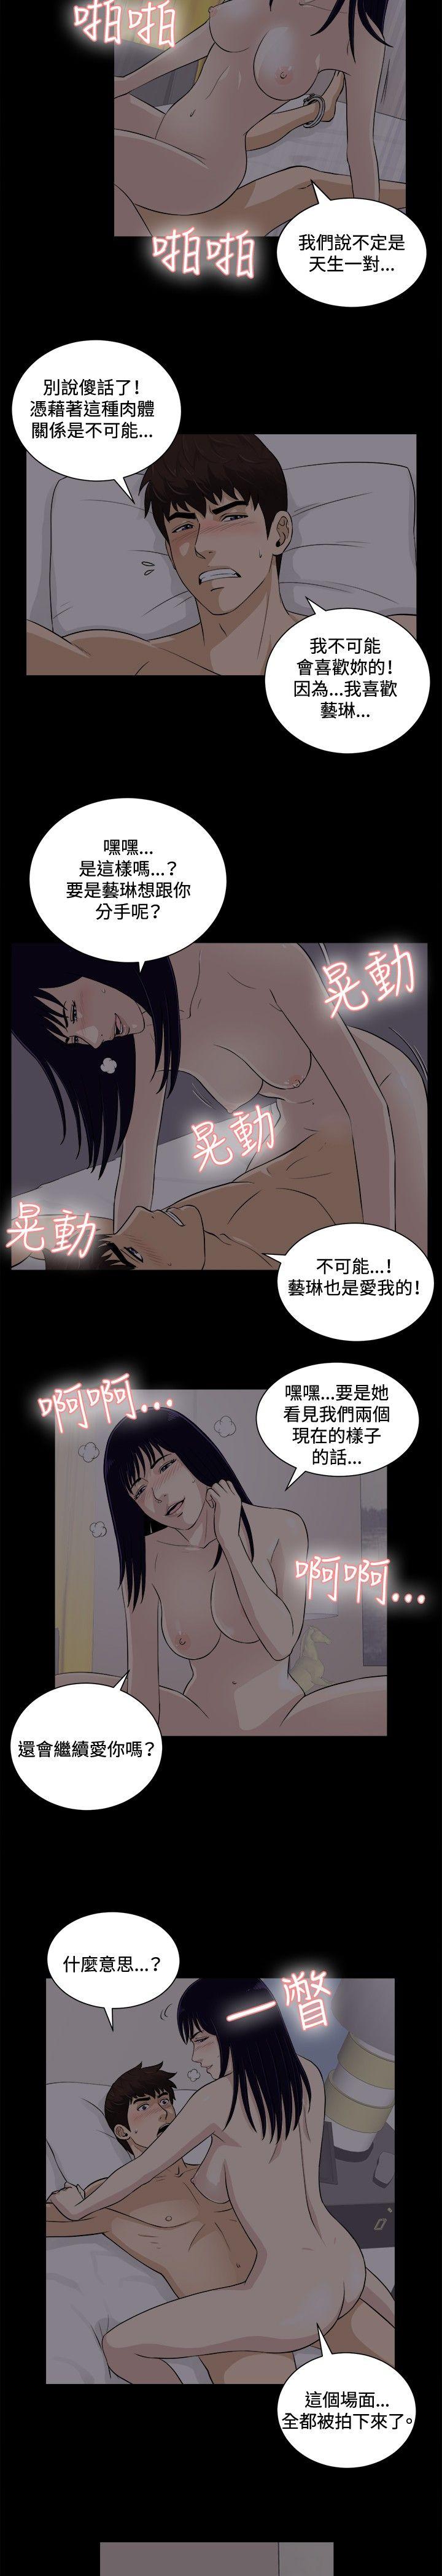 啪啪
啪啪
我們說不定是
天生一對...
別說傻話了!
憑藉著這種肉體
關係是不可能...
我不可能
會喜歡妳的!
因為...我喜歡
藝琳...
嘿嘿...
是這樣嗎...?
要是藝琳想跟你
分手呢?
晃動
晃動
晃動
不可能...!
藝琳也是愛我的!
啊啊...
嘿嘿...要是她
看見我們兩個
現在的樣子
的話...
啊啊...
還會繼續愛你嗎?
什麼意思...?
一瞥
這個場面...
全都被拍下來了。